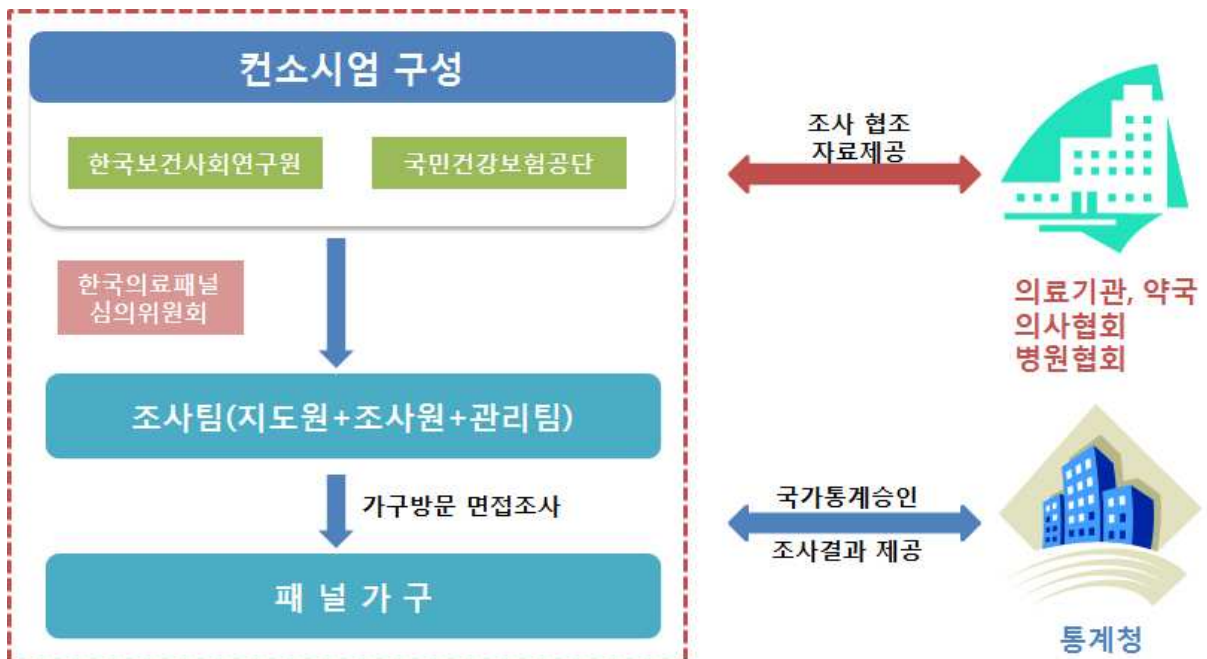 컨소시엄 구성
한국보건사회연구원
국민건강보험공단
한국의료패널
심의위원회
조사팀(지도원+조사원+관리팀)
가구방문 면접조사
패 널 가 구
조사 협조
자료제공
의료기관, 약국
의사협회
병원협회
국가통계승인
조사결과 제공
통계청